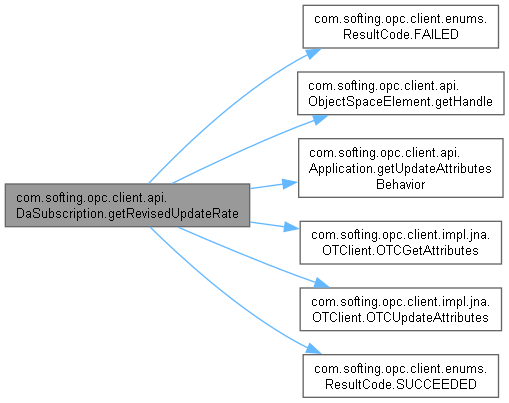 com.softing.opc.client.enums.
ResultCode.FAILED
com.softing.opc.client.api.
ObjectSpaceElement.getHandle
com.softing.opc.client.api.
Application.getUpdateAttributes
Behavior
com.softing.opc.client.api.
DaSubscription.getRevisedUpdateRate
com.softing.opc.client.impl.jna.
OTClient.OTCGetAttributes
com.softing.opc.client.impl.jna.
OTClient.OTCUpdateAttributes
com.softing.opc.client.enums.
ResultCode.SUCCEEDED